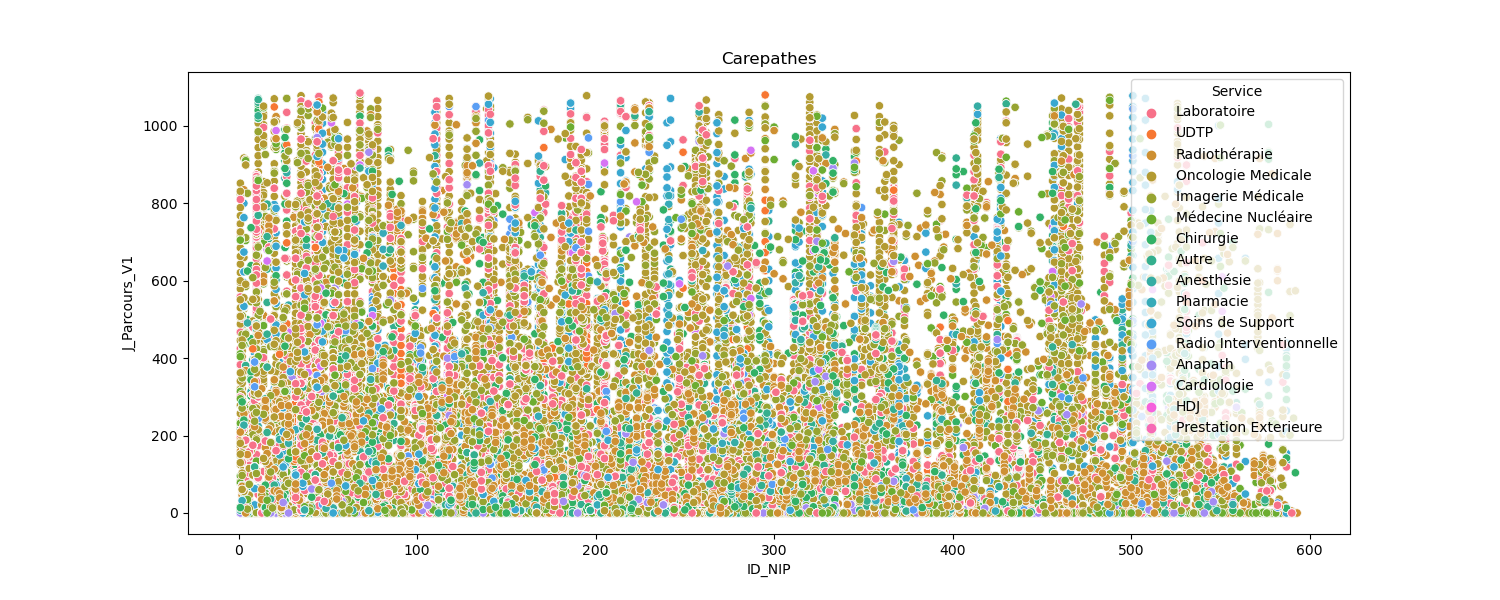 Carepathes
Service
Laboratoire
UDTP
Radiothérapie
Oncologie Medicale
Imagerie Médicale
Médecine Nucléaire
Chirurgie
Autre
Anesthésie
Pharmacie
Soins de Support
Radio Interventionnelle
Anapath
Cardiologie
HDJ
Prestation Exterieure
J_Parcours_V1
1000
800
600
400
200
0
0 100 200 300 400 500 600
ID_NIP